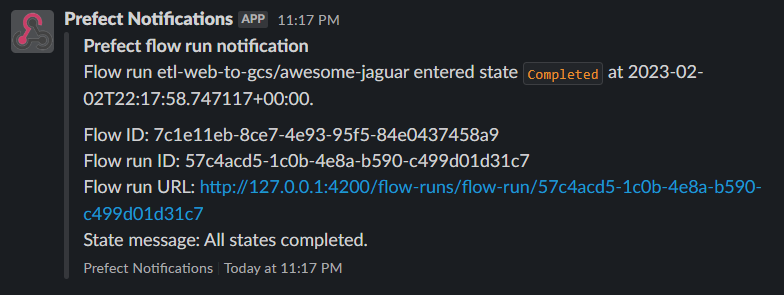 Prefect Notifications APP 11:17 PM
Prefect flow run notification
Flow run etl-web-to-gcs/awesome-jaguar entered state Completed at 2023-02-
02T22:17:58.747117+00:00.
Flow ID: 7c1e11eb-8ce7-4e93-95f5-84e0437458a9
Flow run ID: 57c4acd5-1c0b-4e8a-b590-c499d01d31c7
Flow run URL: http://127.0.0.1:4200/flow-runs/flow-run/57c4acd5-1c0b-4e8a-b590-
c499d01d31c7
State message: All states completed.
Prefect Notifications | Today at 11:17 PM